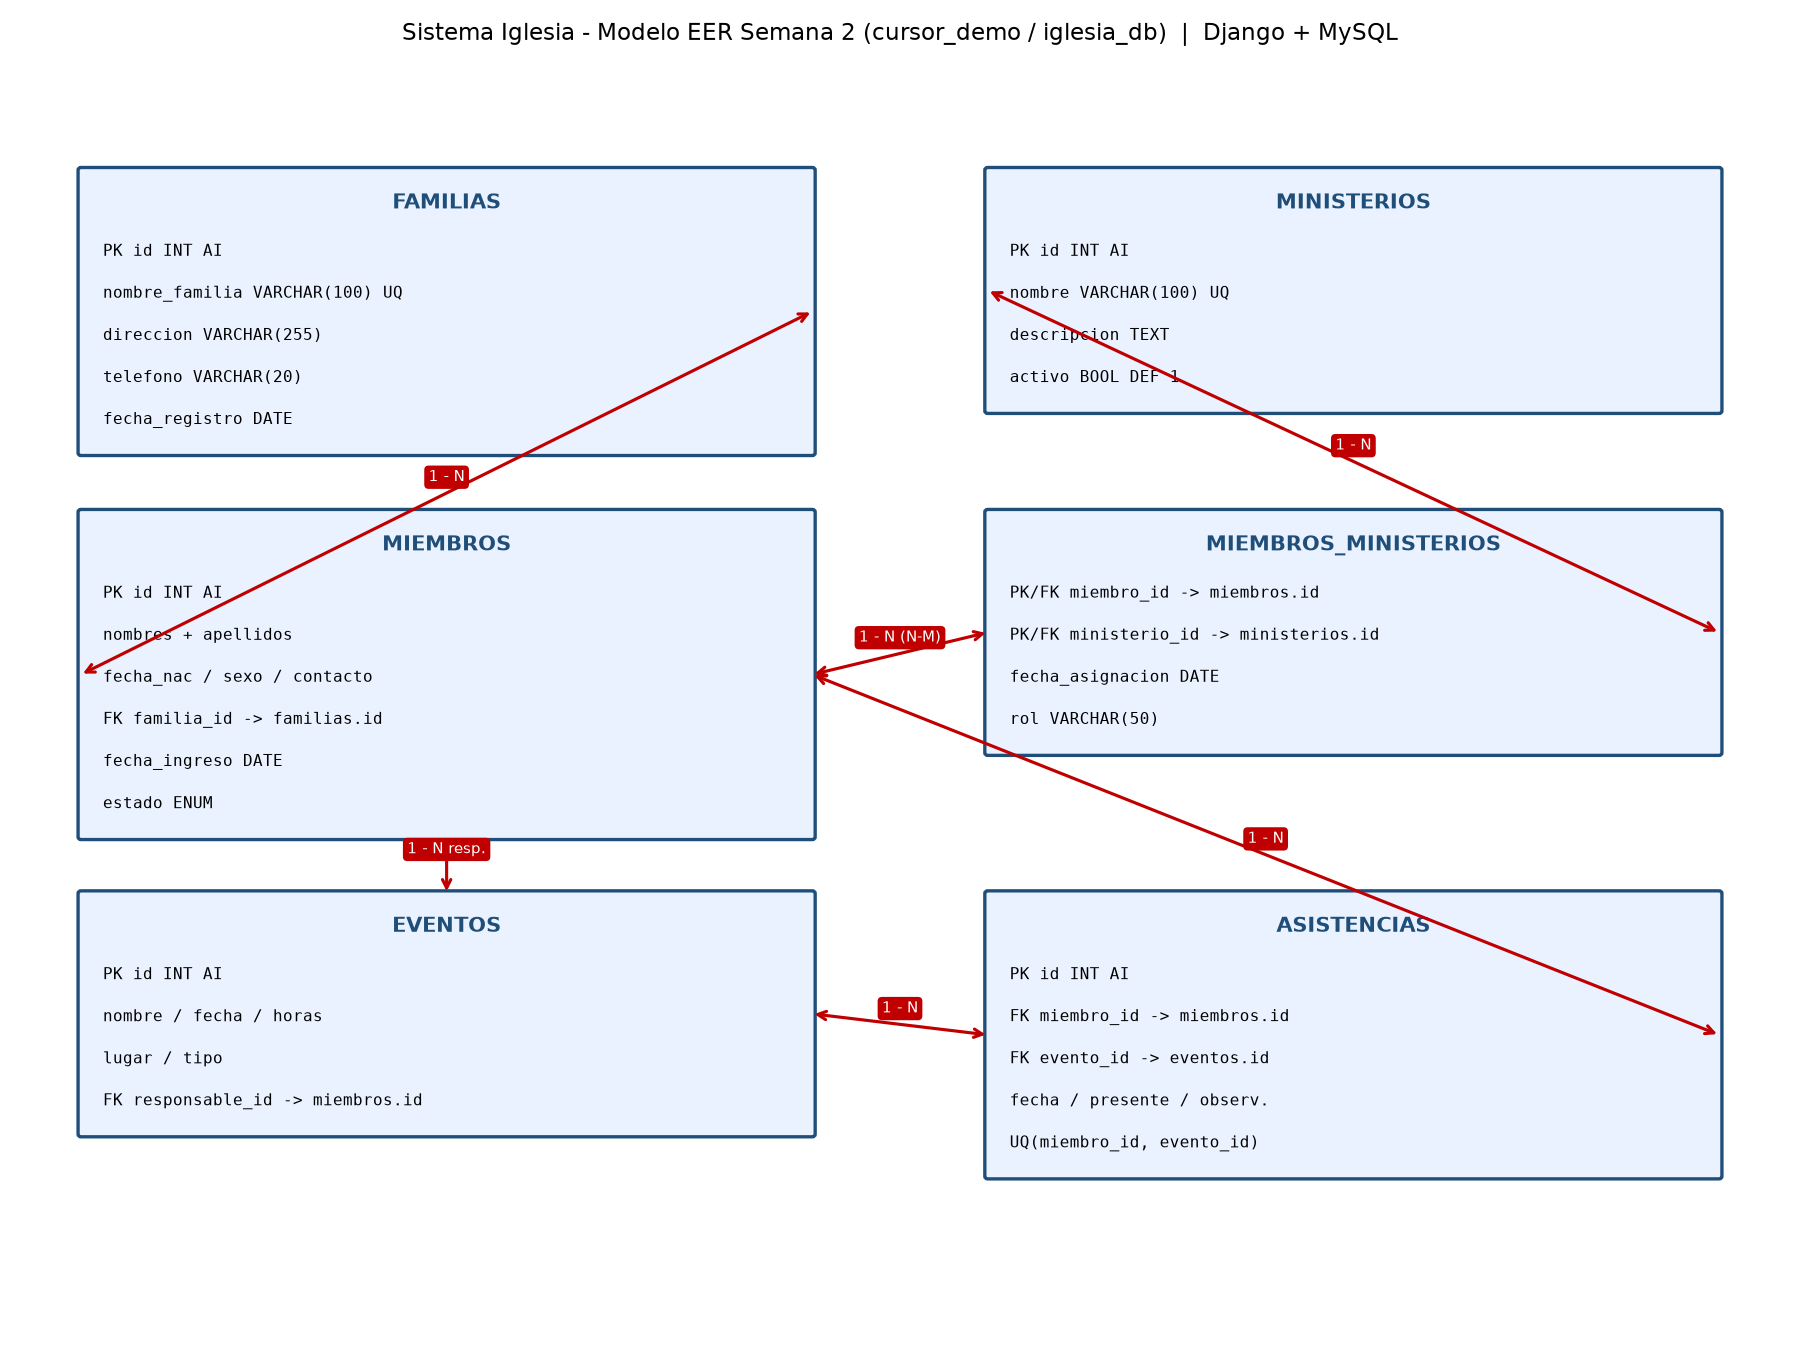 Sistema Iglesia - Modelo EER Semana 2 (cursor_demo / iglesia_db)  |  Django + MySQL
FAMILIAS
PK id INT AI
nombre_familia VARCHAR(100) UQ
direccion VARCHAR(255)
telefono VARCHAR(20)
fecha_registro DATE
MINISTERIOS
PK id INT AI
nombre VARCHAR(100) UQ
descripcion TEXT
activo BOOL DEF 1
1 - N
1 - N
MIEMBROS
PK id INT AI
nombres + apellidos
fecha_nac / sexo / contacto
FK familia_id -> familias.id
fecha_ingreso DATE
estado ENUM
1 - N (N-M)
MIEMBROS_MINISTERIOS
PK/FK miembro_id -> miembros.id
PK/FK ministerio_id -> ministerios.id
fecha_asignacion DATE
rol VARCHAR(50)
1 - N resp.
1 - N
EVENTOS
PK id INT AI
nombre / fecha / horas
lugar / tipo
FK responsable_id -> miembros.id
1 - N
ASISTENCIAS
PK id INT AI
FK miembro_id -> miembros.id
FK evento_id -> eventos.id
fecha / presente / observ.
UQ(miembro_id, evento_id)